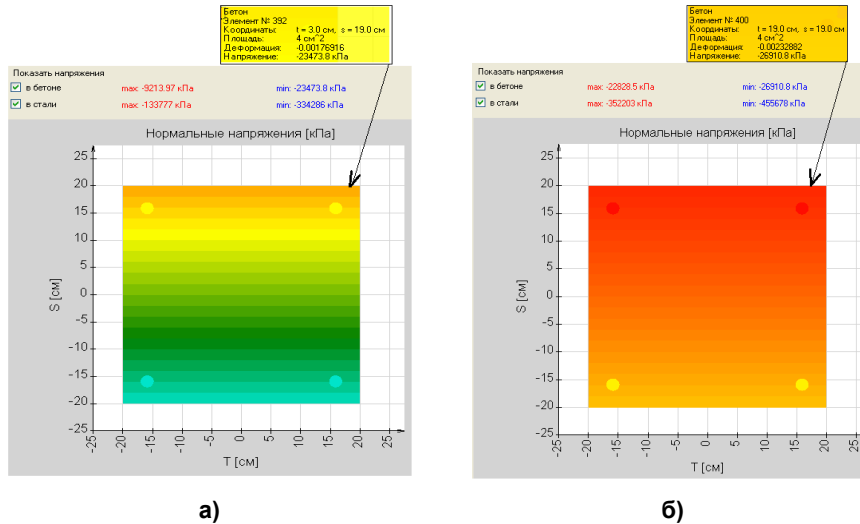 Бетон
Элемент № 392
Координаты: t = 3.0 см, s = 19.0 см
Площадь: 4 см^2
Деформация: -0.00176916
Напряжение: -23473.8 кПа
Показать напряжения
в бетоне max: -9213.97 кПа min: -23473.8 кПа
в стали max: -133777 кПа min: -334286 кПа
Нормальные напряжения [кПа]
25
20
15
10
5
0
-5
-10
-15
-20
-25
S [см]
-25 -20 -15 -10 -5 0 5 10 15 20 25
T [см]
а)
Бетон
Элемент № 400
Координаты: t = 19.0 см, s = 19.0 см
Площадь: 4 см^2
Деформация: -0.00232882
Напряжение: -26910.8 кПа
Показать напряжения
в бетоне max: -22828.5 кПа min: -26910.8 кПа
в стали max: -352203 кПа min: -455678 кПа
Нормальные напряжения [кПа]
25
20
15
10
5
0
-5
-10
-15
-20
-25
S [см]
-25 -20 -15 -10 -5 0 5 10 15 20 25
T [см]
б)